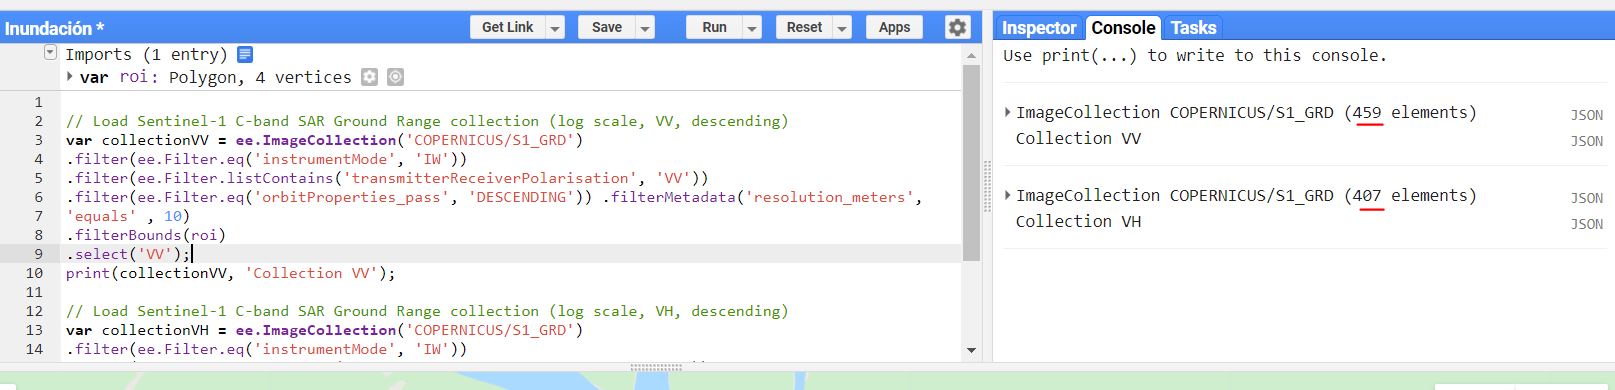 Inundación *
Get Link
Save
Run
Reset
Apps
Inspector
Console
Tasks
Imports (1 entry)
var roi: Polygon, 4 vertices
1
2 // Load Sentinel-1 C-band SAR Ground Range collection (log scale, VV, descending)
3 var collectionVV = ee.ImageCollection('COPERNICUS/S1_GRD')
4 .filter(ee.Filter.eq('instrumentMode', 'IW'))
5 .filter(ee.Filter.listContains('transmitterReceiverPolarisation', 'VV'))
6 .filter(ee.Filter.eq('orbitProperties_pass', 'DESCENDING')) .filterMetadata('resolution_meters',
7 'equals' , 10)
8 .filterBounds(roi)
9 .select('VV');
10 print(collectionVV, 'Collection VV');
11
12 // Load Sentinel-1 C-band SAR Ground Range collection (log scale, VH, descending)
13 var collectionVH = ee.ImageCollection('COPERNICUS/S1_GRD')
14 .filter(ee.Filter.eq('instrumentMode', 'IW'))
Use print(...) to write to this console.
ImageCollection COPERNICUS/S1_GRD (459 elements) JSON
Collection VV JSON
ImageCollection COPERNICUS/S1_GRD (407 elements) JSON
Collection VH JSON